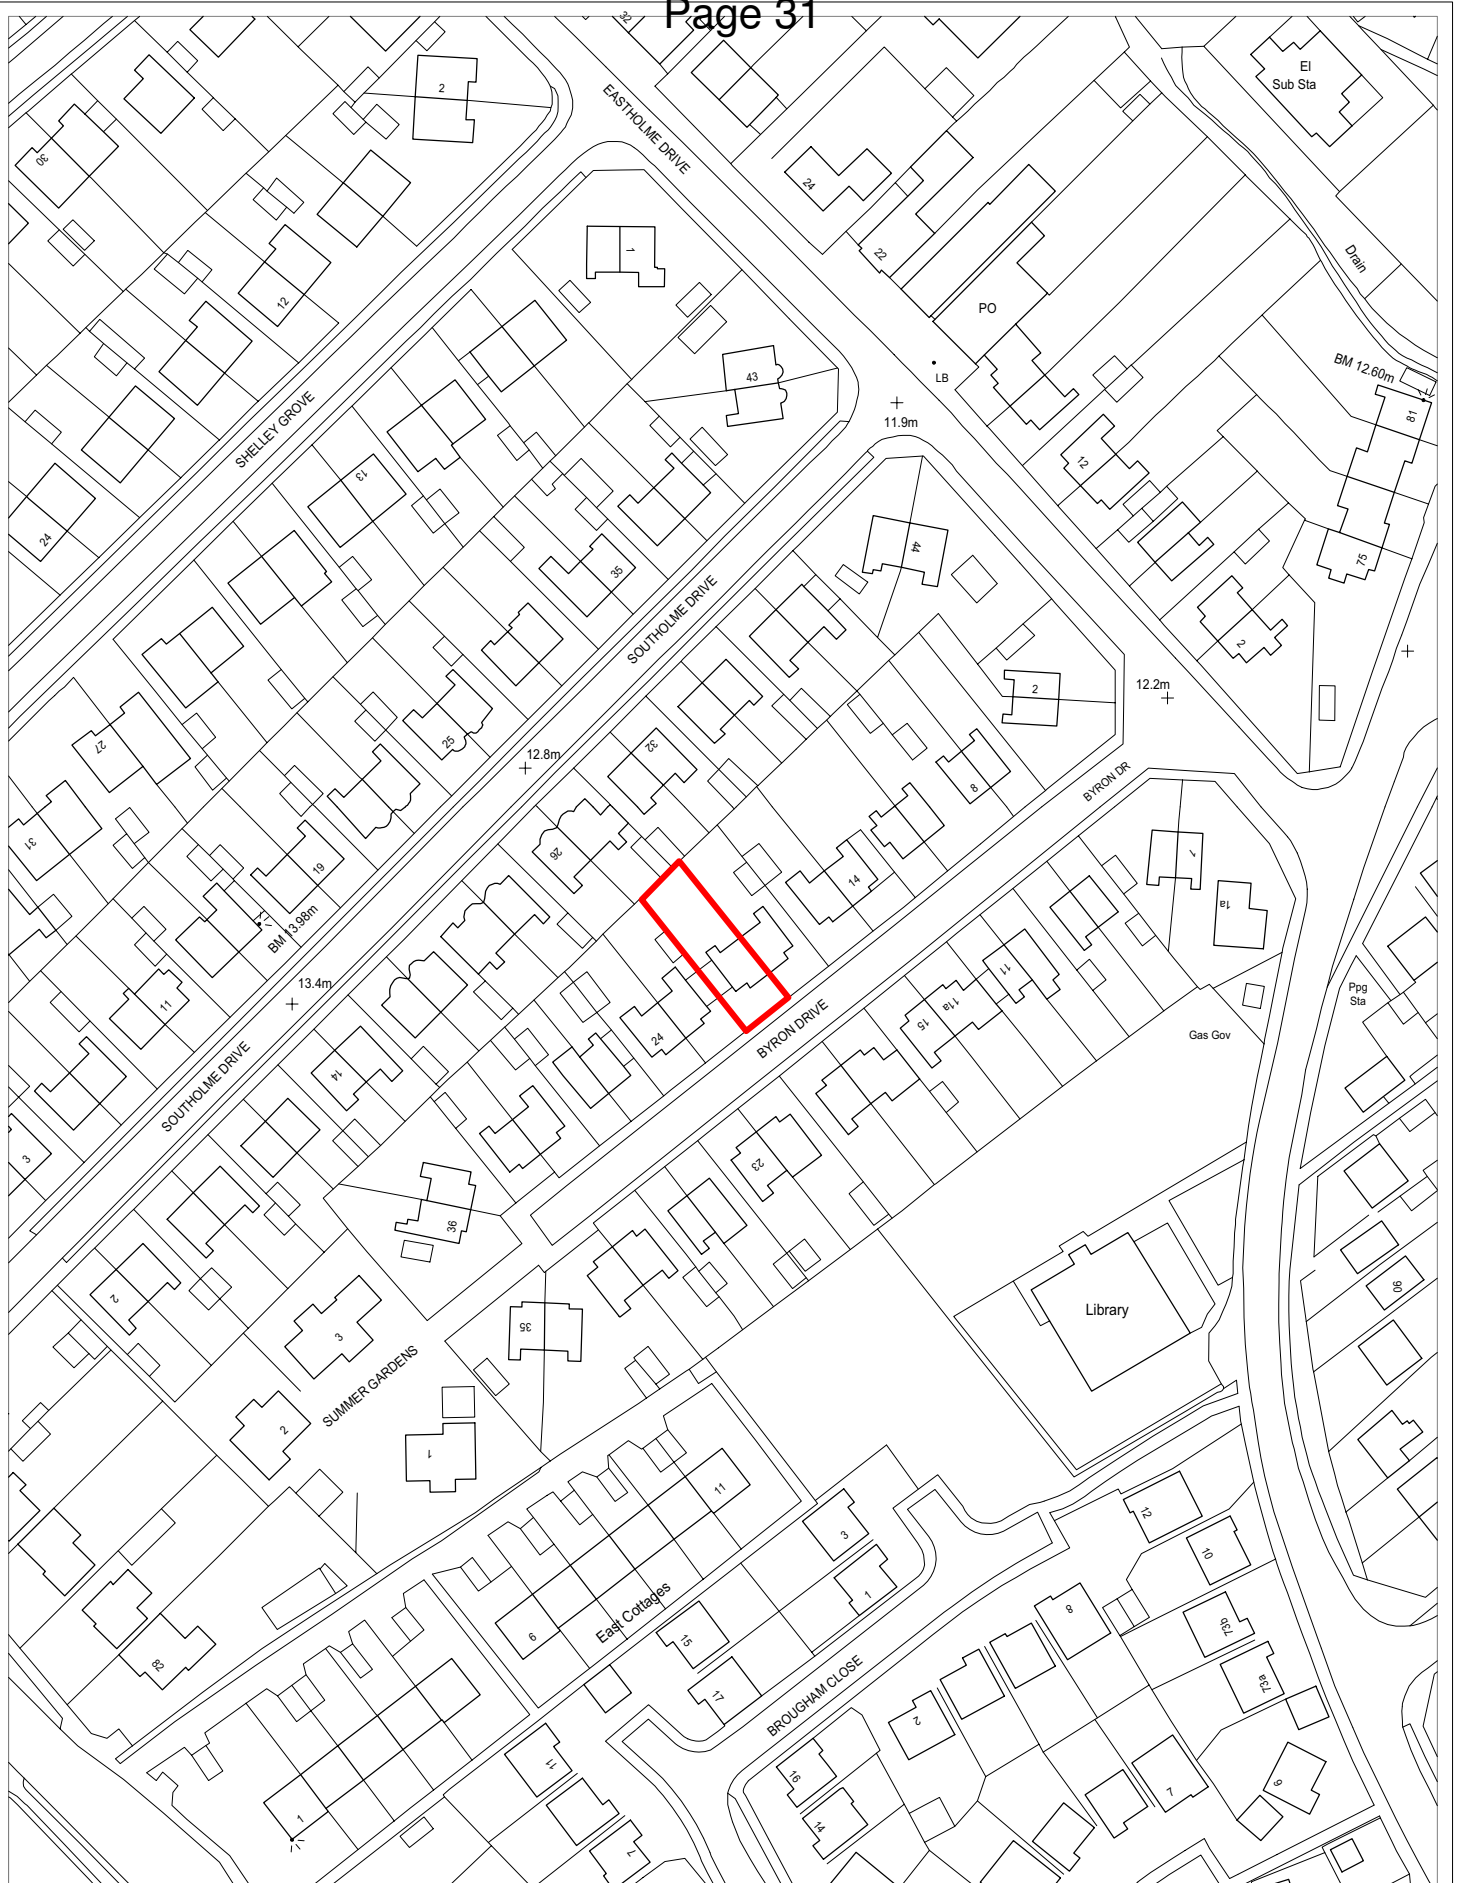 Page 31
32
El
Sub Sta
2
EASTHOLME DRIVE
30
24
22
1
Drain
12
PO
BM 12.60m
43
LB
81
SHELLEY GROVE
11.9m
12
13
24
44
75
35
SOUTHOLME DRIVE
2
2
12.2m
27
25
32
12.8m
8
BYRON DR
31
26
19
14
1
1a
BM 13.98m
13.4m
11
11
Ppg
Sta
11a
15
BYRON DRIVE
24
Gas Gov
14
SOUTHOLME DRIVE
3
23
36
2
90
Library
3
35
SUMMER GARDENS
2
1
11
12
3
10
1
East Cottages
6
8
15
73b
82
73a
17
BROUGHAM CLOSE
2
11
16
7
9
1
14
7